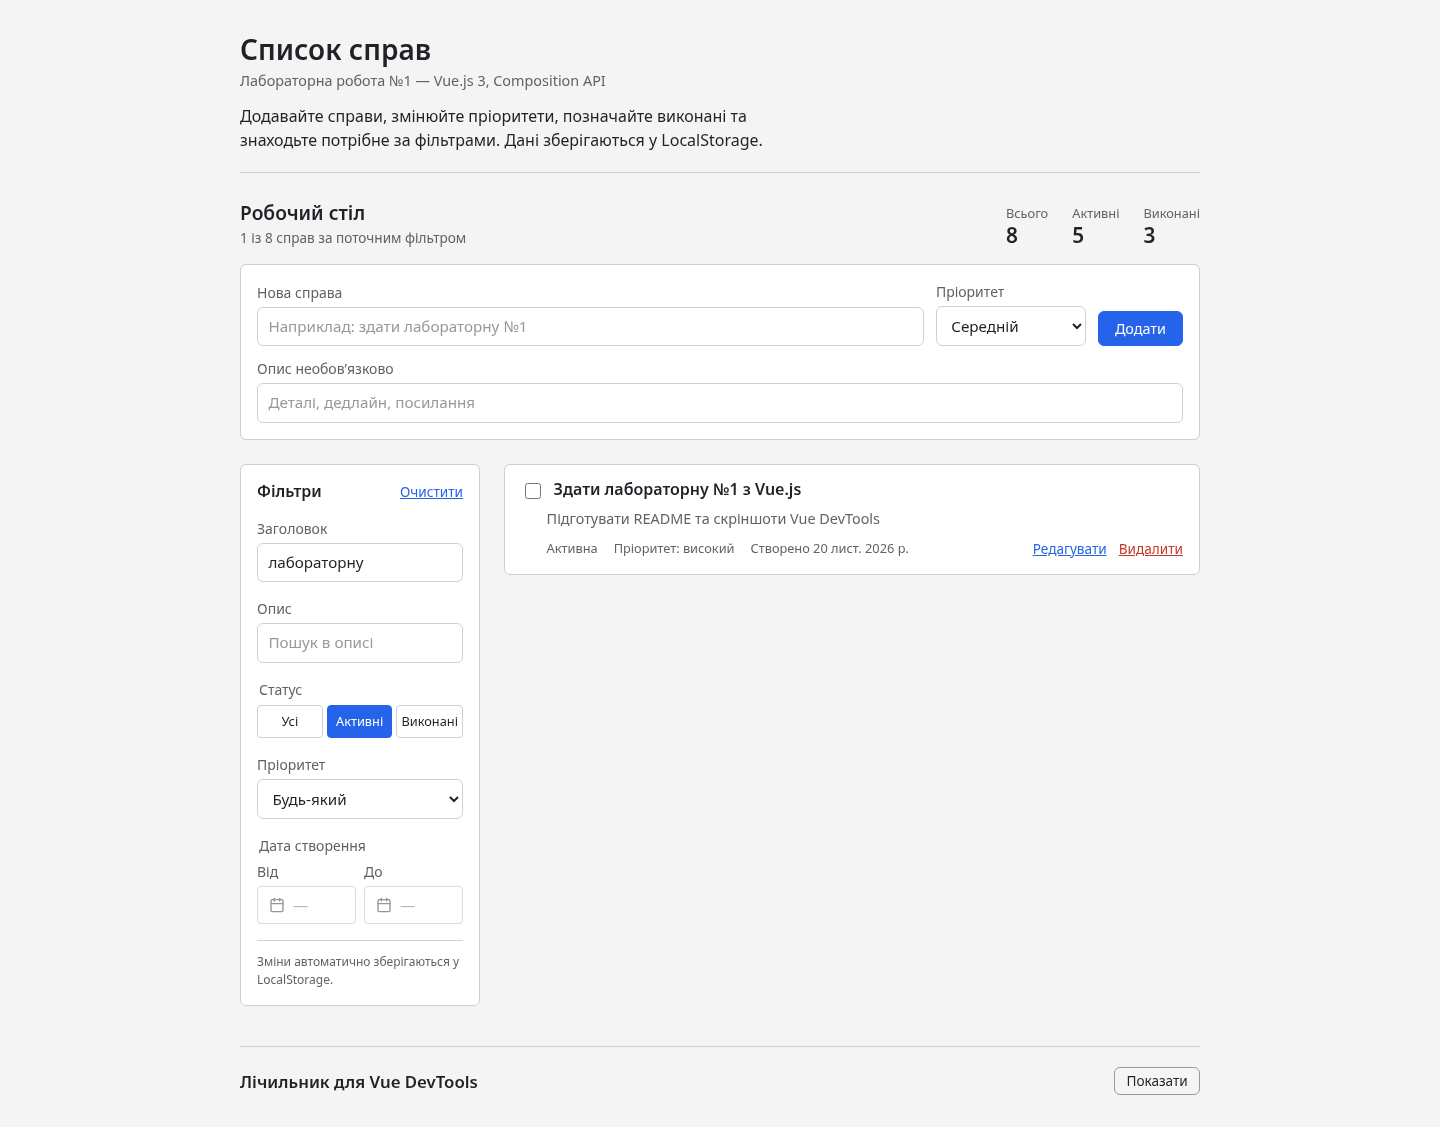 Список справ
Лабораторна робота №1 — Vue.js 3, Composition API
Додавайте справи, змінюйте пріоритети, позначайте виконані та
знаходьте потрібне за фільтрами. Дані зберігаються у LocalStorage.
Робочий стіл
1 із 8 справ за поточним фільтром
Всього
8
Активні
5
Виконані
3
Нова справа
Наприклад: здати лабораторну №1
Пріоритет
Середній
Додати
Опис необов’язково
Деталі, дедлайн, посилання
Фільтри
Очистити
Заголовок
лабораторну
Опис
Пошук в описі
Статус
Усі
Активні
Виконані
Пріоритет
Будь-який
Дата створення
Від
До
—
—
Зміни автоматично зберігаються у
LocalStorage.
Здати лабораторну №1 з Vue.js
Підготувати README та скріншоти Vue DevTools
Активна
Пріоритет: високий
Створено 20 лист. 2026 р.
Редагувати
Видалити
Лічильник для Vue DevTools
Показати